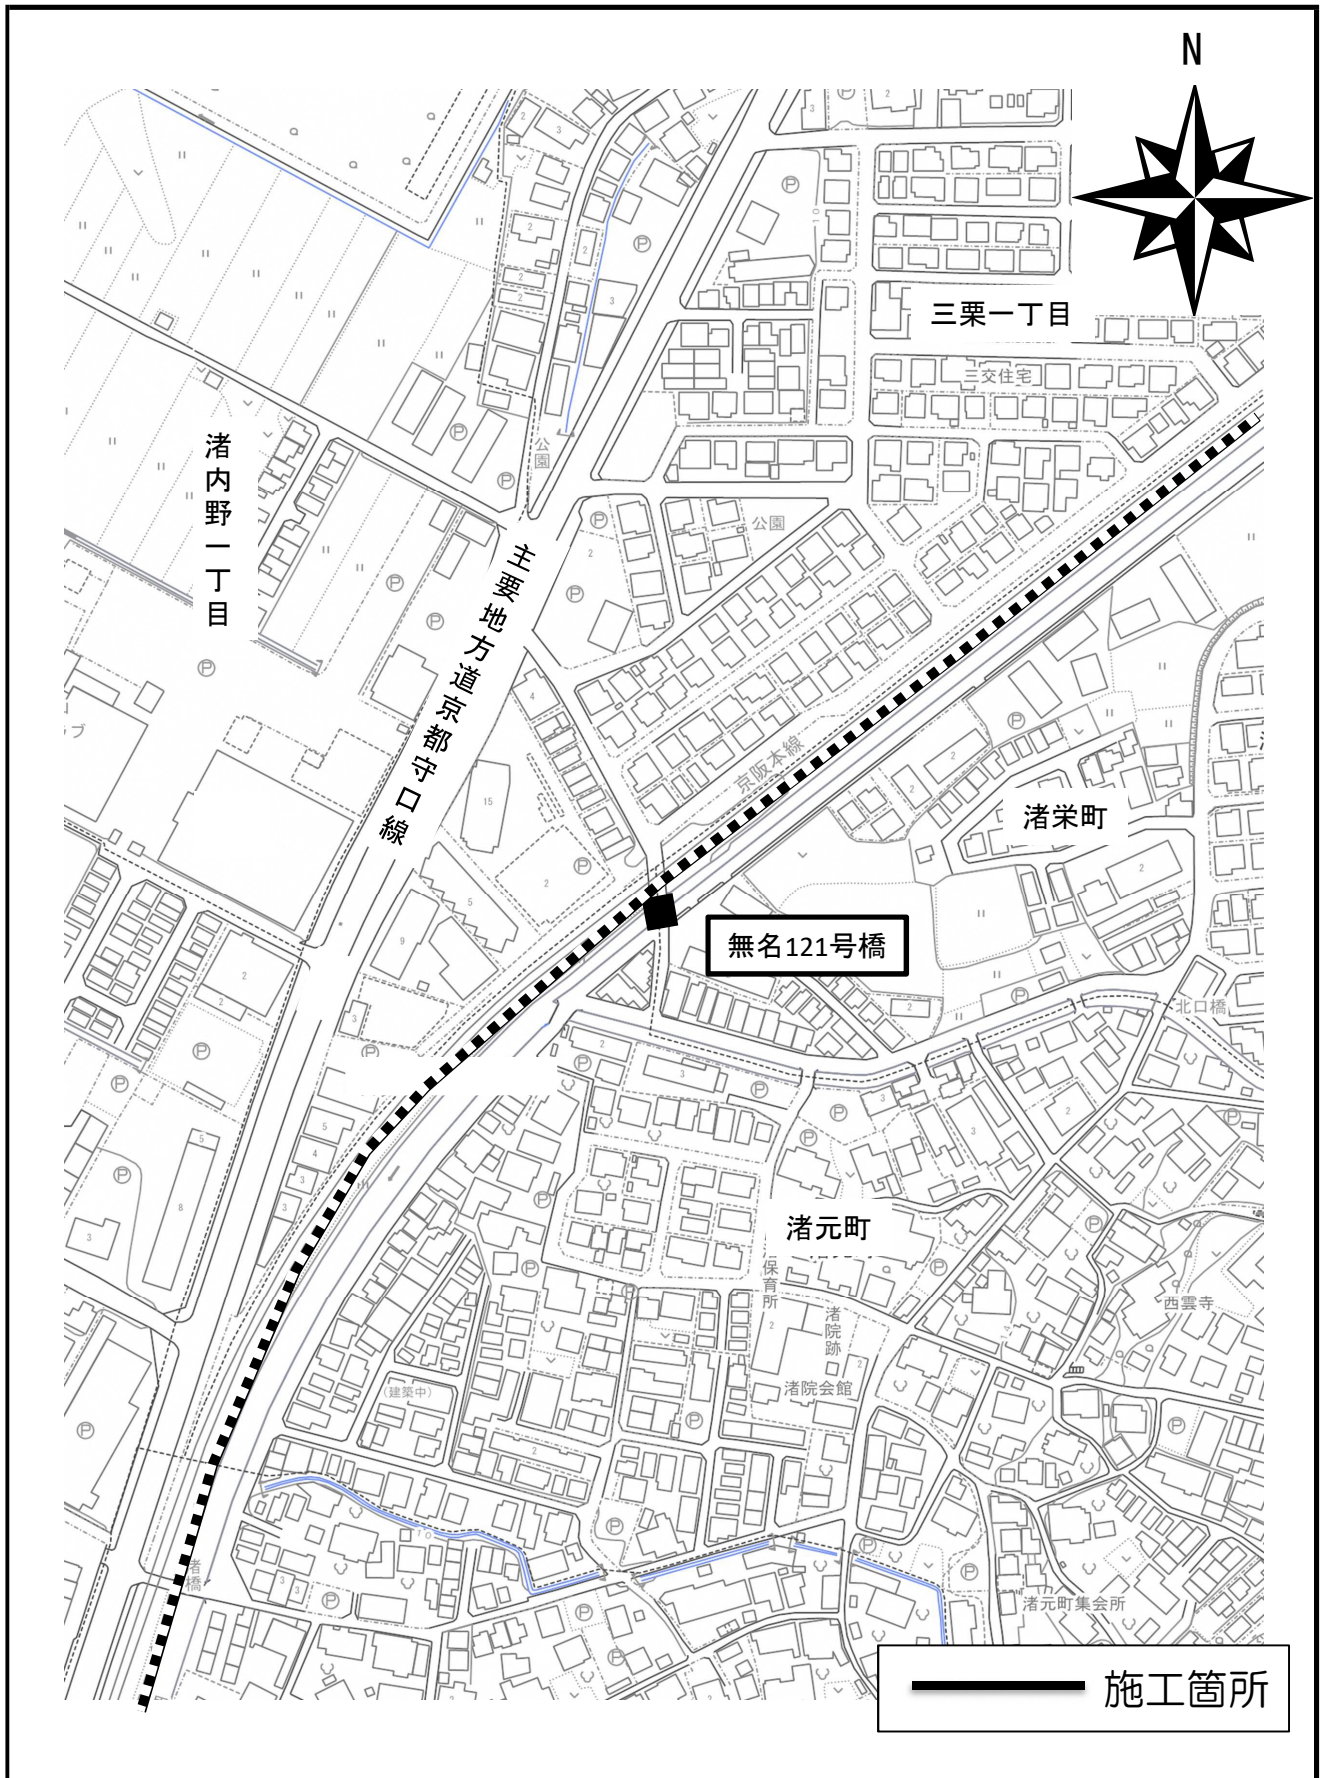 N
三栗一丁目
三交住宅
公園
渚内野一丁目
公園
主要地方道京都守口線
京阪本線
渚栄町
無名121号橋
北口橋
渚元町
保育所
渚院跡
西雲寺
渚院会館
(建築中)
渚橋
渚元町集会所
施工箇所